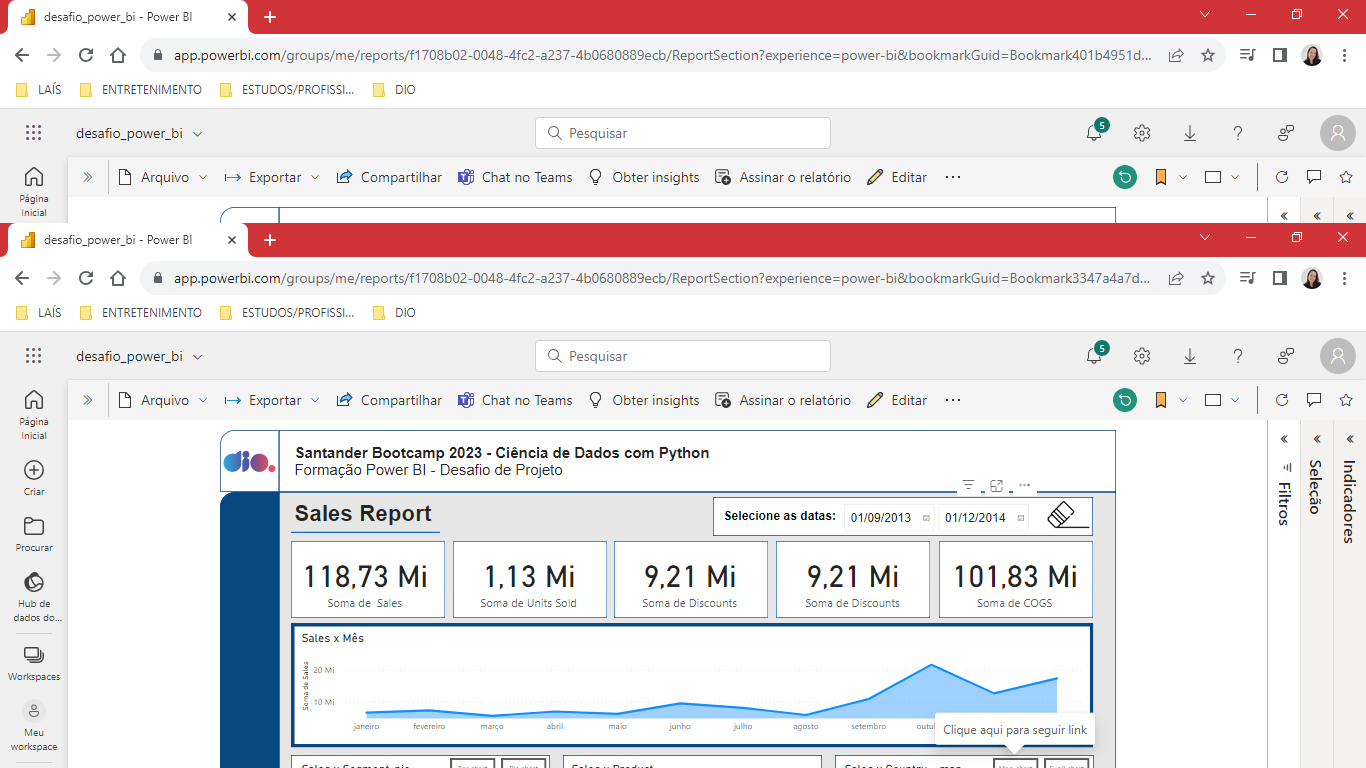 desafio_power_bi - Power BI
app.powerbi.com/groups/me/reports/f1708b02-0048-4fc2-a237-4b0680889ecb/ReportSection?experience=power-bi&bookmarkGuid=Bookmark401b4951d...
LAÍS ENTRETENIMENTO ESTUDOS/PROFISSI... DIO
desafio_power_bi Pesquisar 5
Arquivo Exportar Compartilhar Chat no Teams Obter insights Assinar o relatório Editar ...
Página
Inicial
desafio_power_bi - Power BI
app.powerbi.com/groups/me/reports/f1708b02-0048-4fc2-a237-4b0680889ecb/ReportSection?experience=power-bi&bookmarkGuid=Bookmark3347a4a7d...
LAÍS ENTRETENIMENTO ESTUDOS/PROFISSI... DIO
desafio_power_bi Pesquisar 5
Arquivo Exportar Compartilhar Chat no Teams Obter insights Assinar o relatório Editar ...
Página
Inicial
Criar
Procurar
Hub de
dados do...
Workspaces
Meu
workspace
dio.
Santander Bootcamp 2023 - Ciência de Dados com Python
Formação Power BI - Desafio de Projeto
Sales Report
Selecione as datas: 01/09/2013 01/12/2014
118,73 Mi 1,13 Mi 9,21 Mi 9,21 Mi 101,83 Mi
Soma de Sales Soma de Units Sold Soma de Discounts Soma de Discounts Soma de COGS
Sales x Mês
Soma de Sales
20 Mi
10 Mi
janeiro fevereiro março abril maio junho julho agosto setembro
Clique aqui para seguir link
Filtros
Seleção
Indicadores